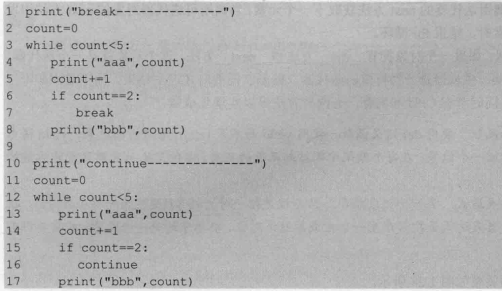 1 print("break--------------")
2 count=0
3 while count<5:
4     print("aaa",count)
5     count+=1
6     if count==2:
7         break
8     print("bbb",count)
9
10 print("continue--------------")
11 count=0
12 while count<5:
13     print("aaa",count)
14     count+=1
15     if count==2:
16         continue
17     print("bbb",count)